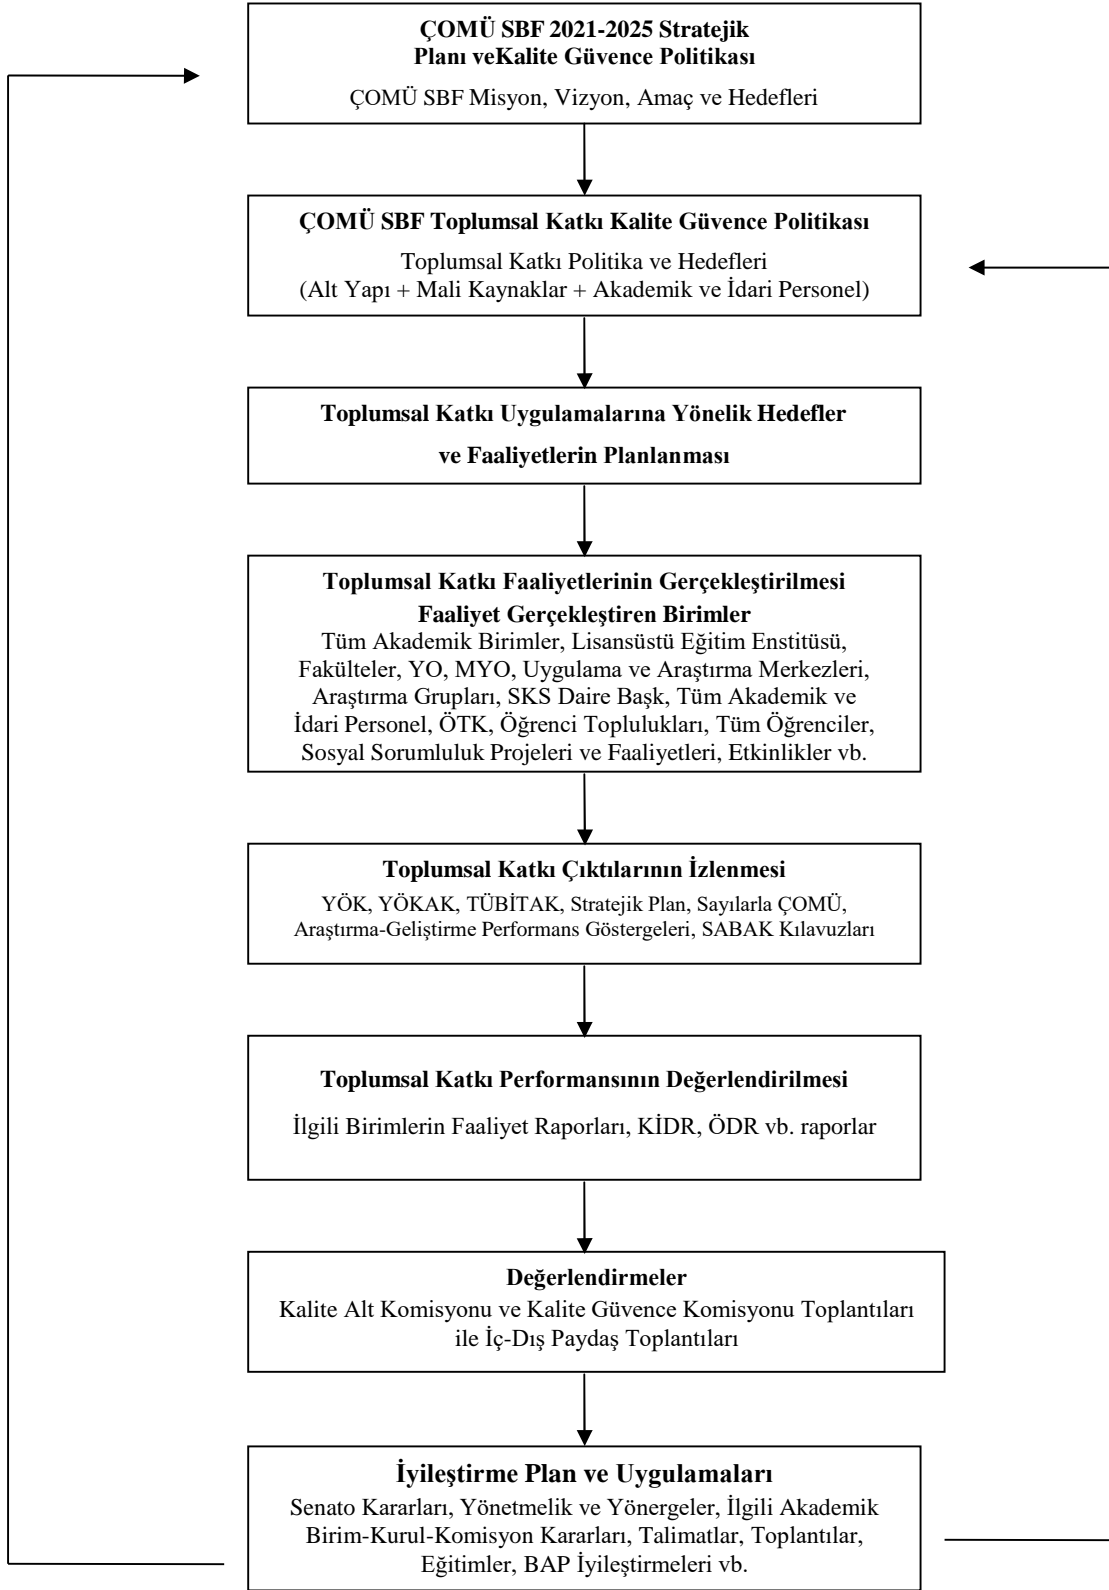 ÇOMÜ SBF 2021-2025 Stratejik
Planı veKalite Güvence Politikası
ÇOMÜ SBF Misyon, Vizyon, Amaç ve Hedefleri
ÇOMÜ SBF Toplumsal Katkı Kalite Güvence Politikası
Toplumsal Katkı Politika ve Hedefleri
(Alt Yapı + Mali Kaynaklar + Akademik ve İdari Personel)
Toplumsal Katkı Uygulamalarına Yönelik Hedefler
ve Faaliyetlerin Planlanması
Toplumsal Katkı Faaliyetlerinin Gerçekleştirilmesi
Faaliyet Gerçekleştiren Birimler
Tüm Akademik Birimler, Lisansüstü Eğitim Enstitüsü,
Fakülteler, YO, MYO, Uygulama ve Araştırma Merkezleri,
Araştırma Grupları, SKS Daire Başk, Tüm Akademik ve
İdari Personel, ÖTK, Öğrenci Toplulukları, Tüm Öğrenciler,
Sosyal Sorumluluk Projeleri ve Faaliyetleri, Etkinlikler vb.
Toplumsal Katkı Çıktılarının İzlenmesi
YÖK, YÖKAK, TÜBİTAK, Stratejik Plan, Sayılarla ÇOMÜ,
Araştırma-Geliştirme Performans Göstergeleri, SABAK Kılavuzları
Toplumsal Katkı Performansının Değerlendirilmesi
İlgili Birimlerin Faaliyet Raporları, KİDR, ÖDR vb. raporlar
Değerlendirmeler
Kalite Alt Komisyonu ve Kalite Güvence Komisyonu Toplantıları
ile İç-Dış Paydaş Toplantıları
İyileştirme Plan ve Uygulamaları
Senato Kararları, Yönetmelik ve Yönergeler, İlgili Akademik
Birim-Kurul-Komisyon Kararları, Talimatlar, Toplantılar,
Eğitimler, BAP İyileştirmeleri vb.